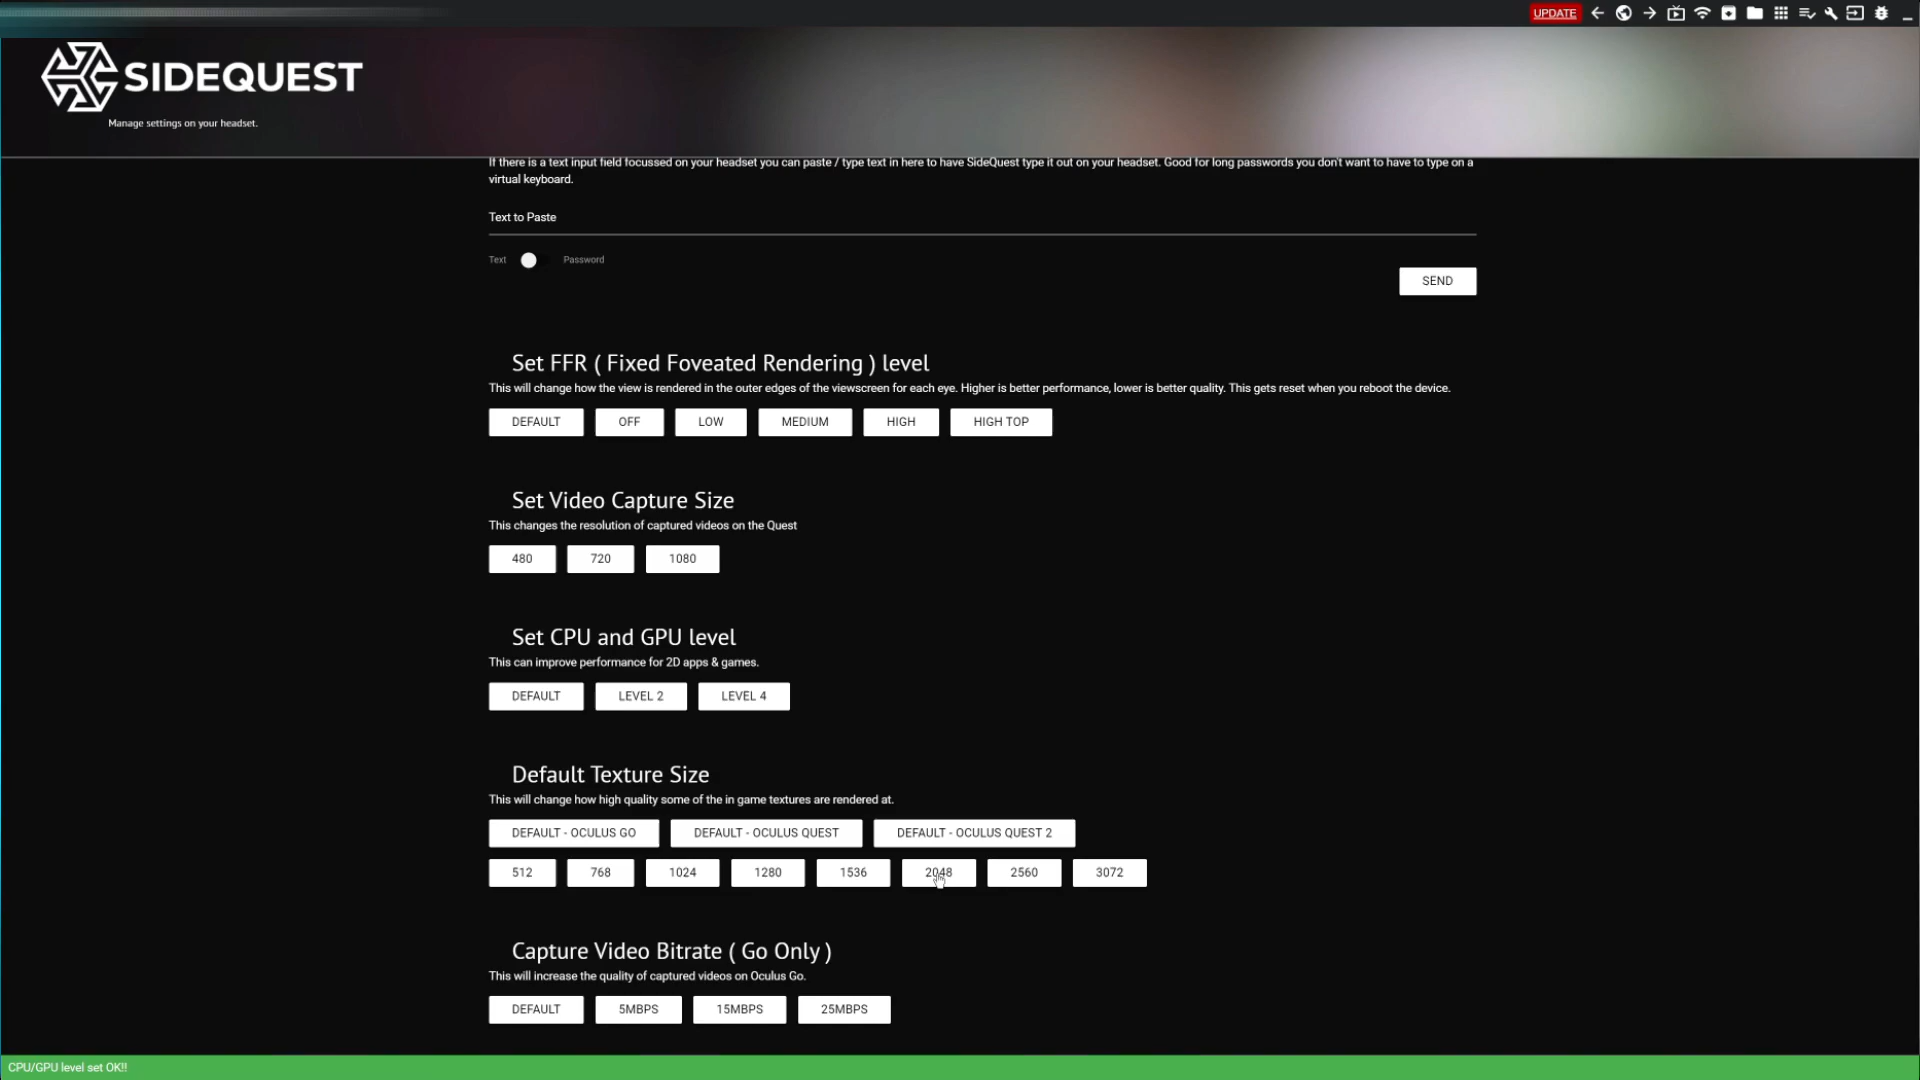 UPDATE
SIDEQUEST
Manage settings on your headset.
If there is a text input field focussed on your headset you can paste / type text in here to have SideQuest type it out on your headset. Good for long passwords you don't want to have to type on a
virtual keyboard.
Text to Paste
Text Password
SEND
Set FFR ( Fixed Foveated Rendering ) level
This will change how the view is rendered in the outer edges of the viewscreen for each eye. Higher is better performance, lower is better quality. This gets reset when you reboot the device.
DEFAULT OFF LOW MEDIUM HIGH HIGH TOP
Set Video Capture Size
This changes the resolution of captured videos on the Quest
480 720 1080
Set CPU and GPU level
This can improve performance for 2D apps & games.
DEFAULT LEVEL 2 LEVEL 4
Default Texture Size
This will change how high quality some of the in game textures are rendered at.
DEFAULT - OCULUS GO DEFAULT - OCULUS QUEST DEFAULT - OCULUS QUEST 2
512 768 1024 1280 1536 2048 2560 3072
Capture Video Bitrate ( Go Only )
This will increase the quality of captured videos on Oculus Go.
DEFAULT 5MBPS 15MBPS 25MBPS
CPU/GPU level set OK!!